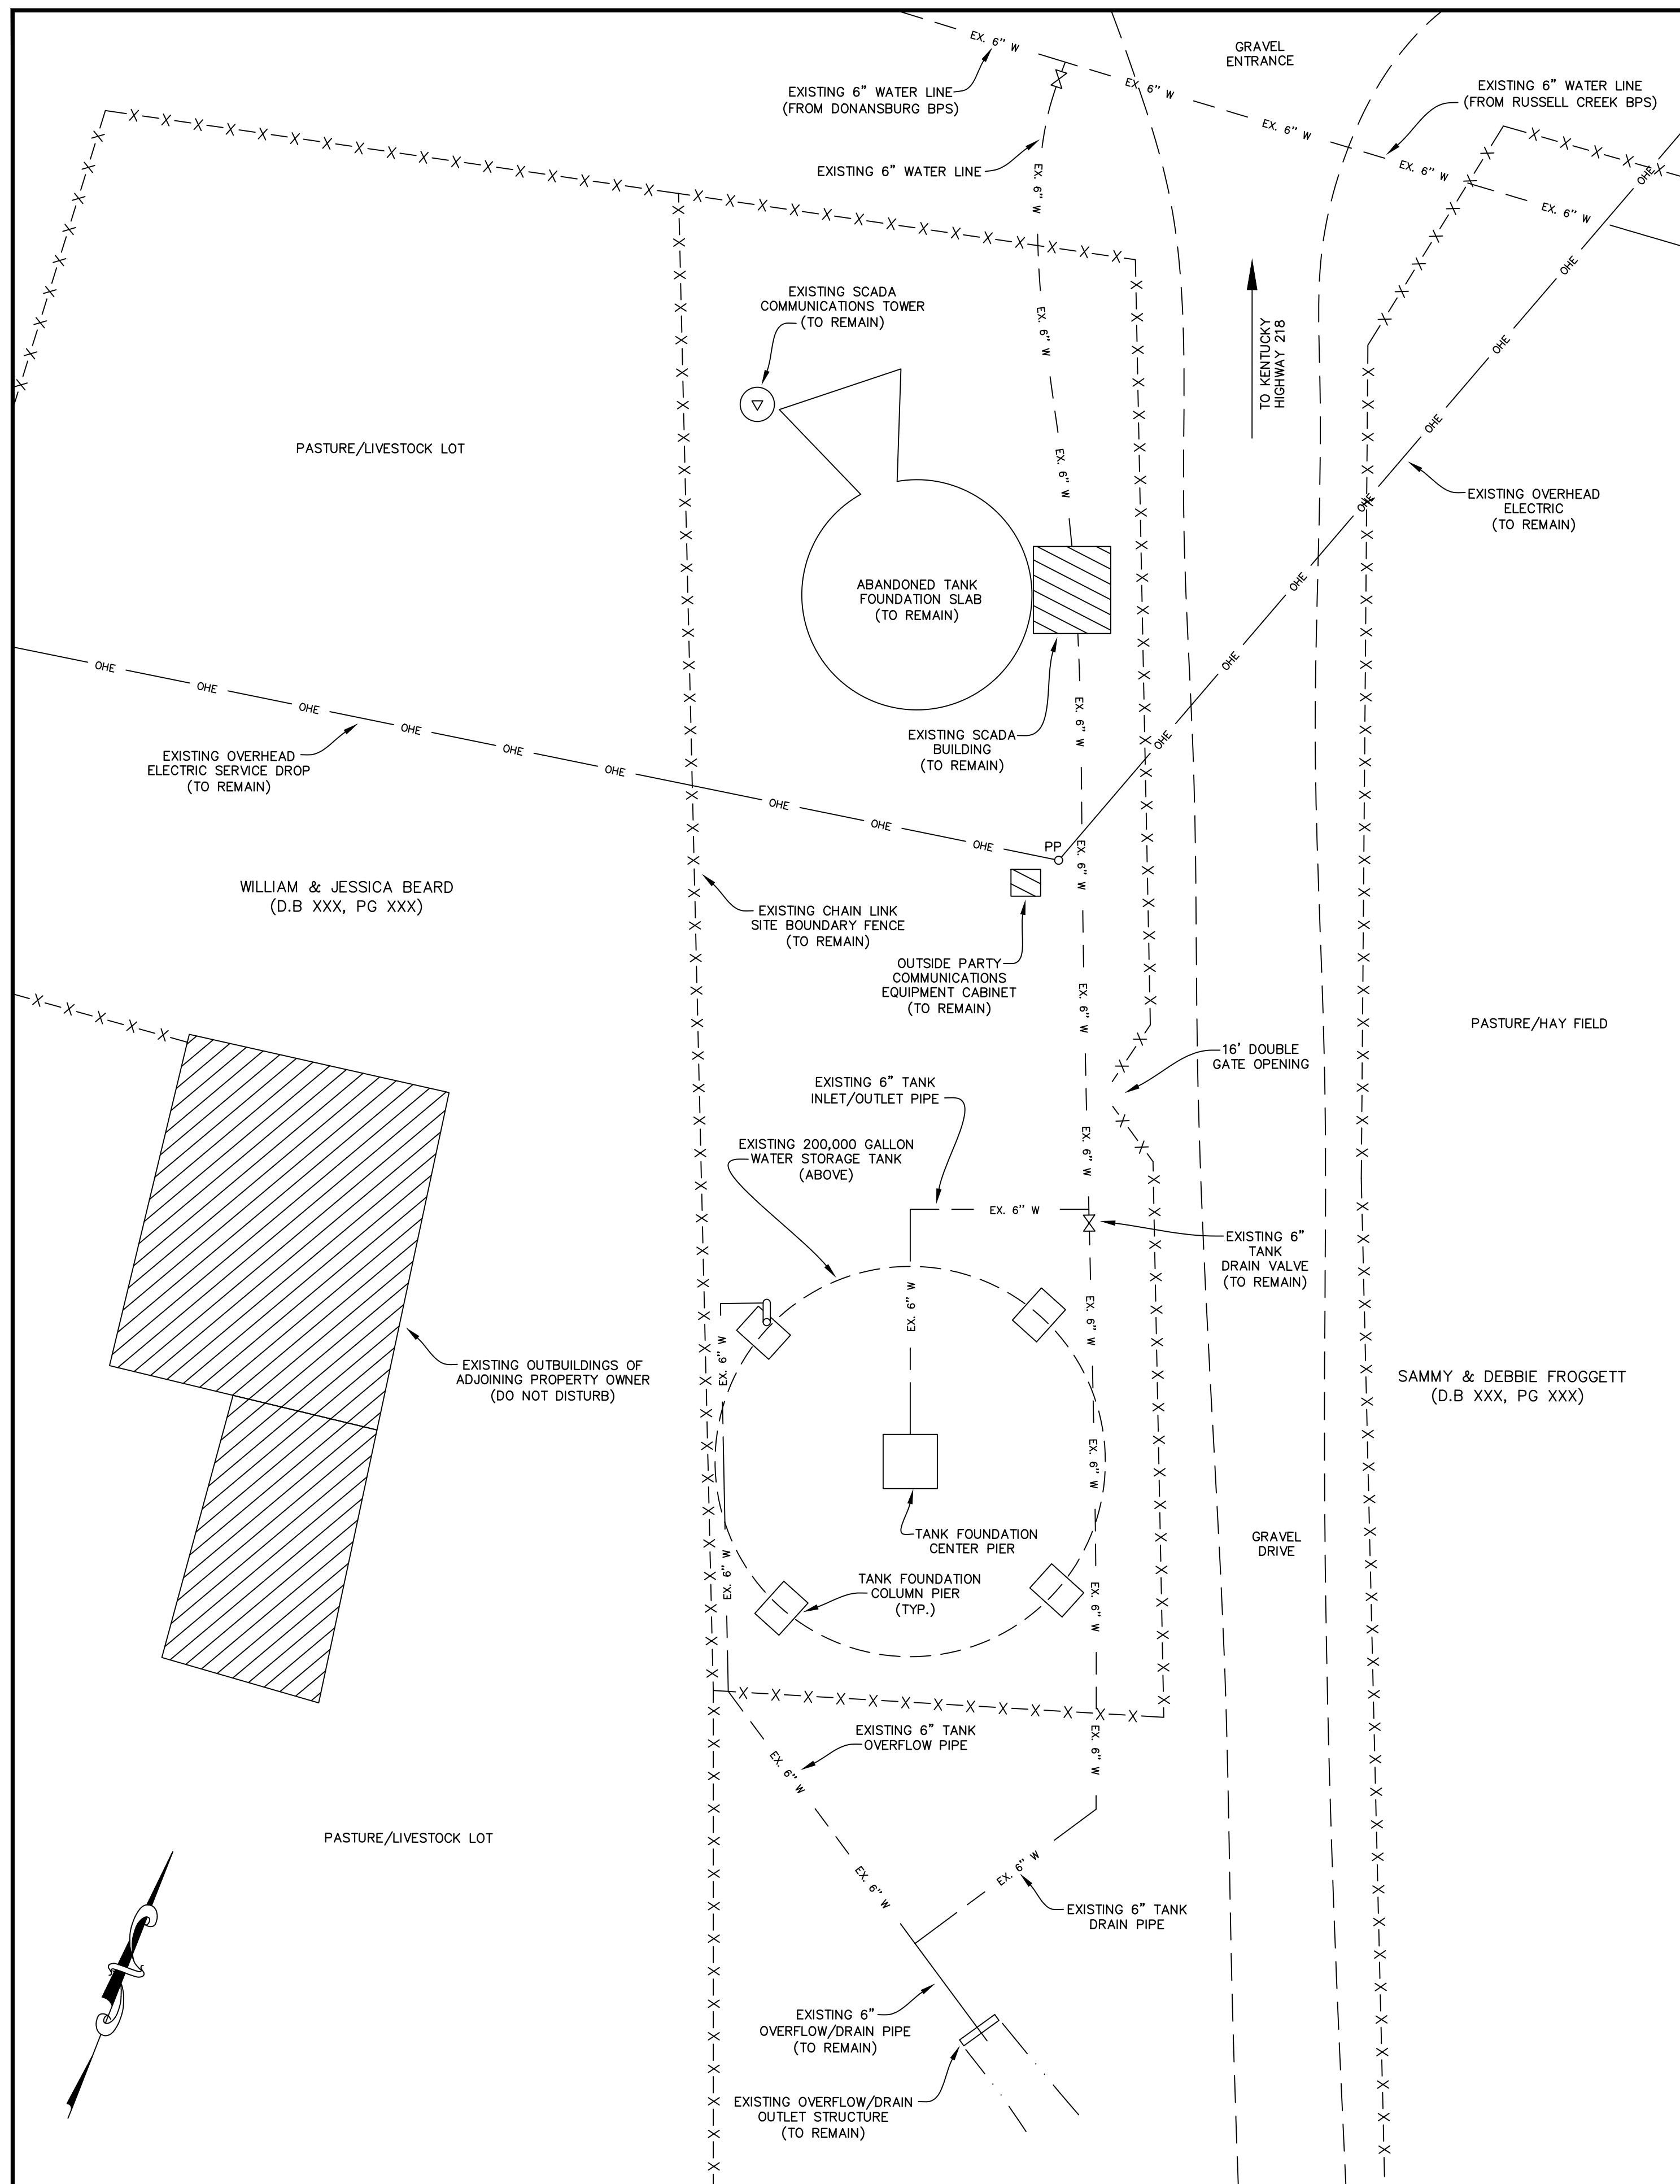 EX. 6" W
GRAVEL
ENTRANCE
EXISTING 6" WATER LINE
(FROM DONANSBURG BPS)
EX. 6" W
EXISTING 6" WATER LINE
(FROM RUSSELL CREEK BPS)
EX. 6" W
EX. 6" W
EX. 6" W
OHE
EXISTING 6" WATER LINE
EX. 6" W
OHE
EXISTING SCADA
COMMUNICATIONS TOWER
(TO REMAIN)
EX. 6" W
TO KENTUCKY
HIGHWAY 218
OHE
OHE
PASTURE/LIVESTOCK LOT
EX. 6" W
OHE
EXISTING OVERHEAD
ELECTRIC
(TO REMAIN)
ABANDONED TANK
FOUNDATION SLAB
(TO REMAIN)
OHE
OHE
OHE
OHE
OHE
OHE
OHE
OHE
EX. 6" W
OHE
EXISTING SCADA
BUILDING
(TO REMAIN)
EXISTING OVERHEAD
ELECTRIC SERVICE DROP
(TO REMAIN)
OHE
OHE
OHE
PP
EX. 6" W
WILLIAM & JESSICA BEARD
(D.B XXX, PG XXX)
EXISTING CHAIN LINK
SITE BOUNDARY FENCE
(TO REMAIN)
OUTSIDE PARTY
COMMUNICATIONS
EQUIPMENT CABINET
(TO REMAIN)
EX. 6" W
PASTURE/HAY FIELD
16' DOUBLE
GATE OPENING
EXISTING 6" TANK
INLET/OUTLET PIPE
EXISTING 200,000 GALLON
WATER STORAGE TANK
(ABOVE)
EX. 6" W
EX. 6" W
EXISTING 6"
TANK
DRAIN VALVE
(TO REMAIN)
EX. 6" W
EX. 6" W
EX. 6" W
EXISTING OUTBUILDINGS OF
ADJOINING PROPERTY OWNER
(DO NOT DISTURB)
SAMMY & DEBBIE FROGGETT
(D.B XXX, PG XXX)
EX. 6" W
TANK FOUNDATION
CENTER PIER
GRAVEL
DRIVE
EX. 6" W
TANK FOUNDATION
COLUMN PIER
(TYP.)
EX. 6" W
EXISTING 6" TANK
OVERFLOW PIPE
EX. 6" W
EX. 6" W
PASTURE/LIVESTOCK LOT
EX. 6" W
EX. 6" W
EXISTING 6" TANK
DRAIN PIPE
EXISTING 6"
OVERFLOW/DRAIN PIPE
(TO REMAIN)
EXISTING OVERFLOW/DRAIN
OUTLET STRUCTURE
(TO REMAIN)